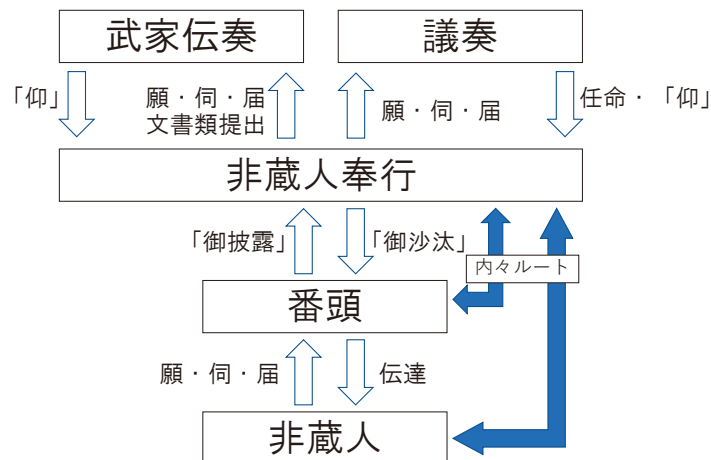 武家伝奏
議奏
「仰」
願・伺・届
文書類提出
願・伺・届
任命・「仰」
非蔵人奉行
「御披露」
「御沙汰」
内々ルート
番頭
願・伺・届
伝達
非蔵人